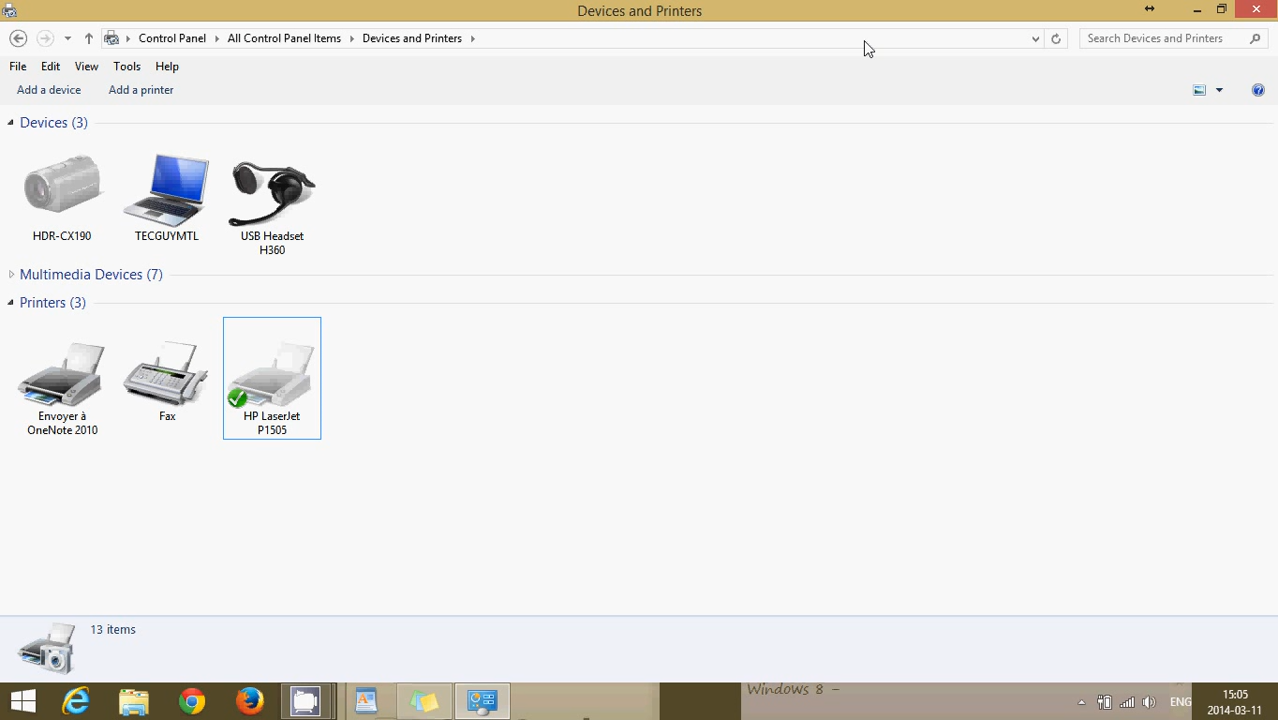 Devices and Printers
Control Panel
All Control Panel Items
Devices and Printers
Search Devices and Printers
File
Edit
View
Tools
Help
Add a device
Add a printer
Devices (3)
HDR-CX190
TECGUYMTL
USB Headset
H360
Multimedia Devices (7)
Printers (3)
Envoyer à
OneNote 2010
Fax
HP LaserJet
P1505
13 items
Windows 8 -
ENG
15:05
2014-03-11